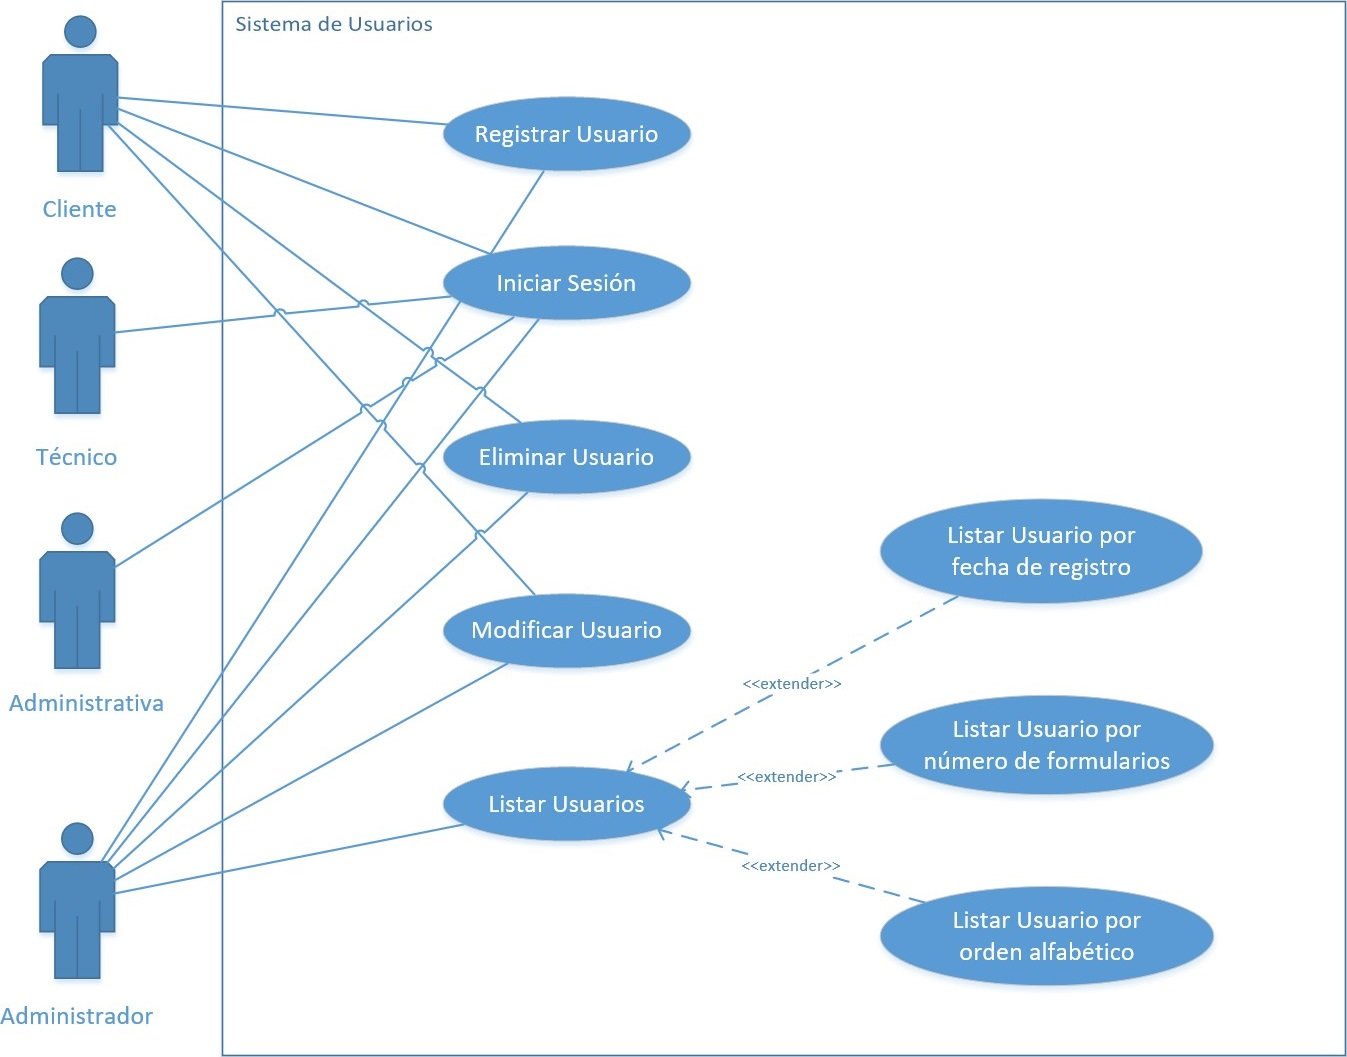 Sistema de Usuarios
Cliente
Técnico
Administrativa
Administrador
Registrar Usuario
Iniciar Sesión
Eliminar Usuario
Modificar Usuario
Listar Usuarios
<<extender>>
<<extender>>
<<extender>>
Listar Usuario por
fecha de registro
Listar Usuario por
número de formularios
Listar Usuario por
orden alfabético